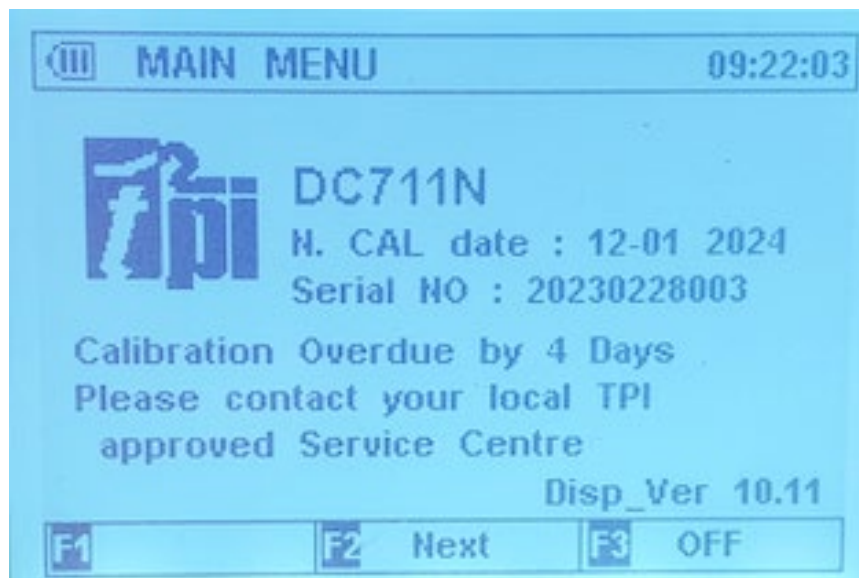 MAIN MENU 09:22:03
tpi
DC711N
N. CAL date : 12-01 2024
Serial NO : 20230228003
Calibration Overdue by 4 Days
Please contact your local TPI
approved Service Centre
Disp_Ver 10.11
F1 F2 Next F3 OFF